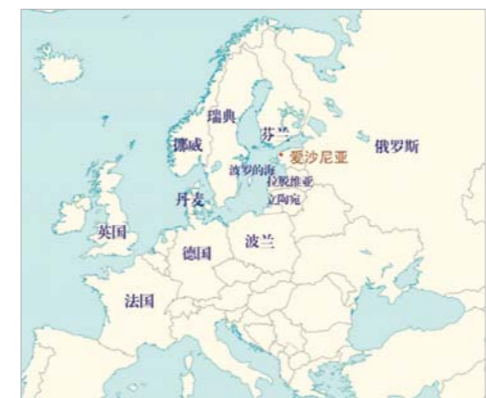 瑞典
芬兰
挪威
俄罗斯
爱沙尼亚
波罗的海
拉脱维亚
丹麦
立陶宛
英国
波兰
德国
法国